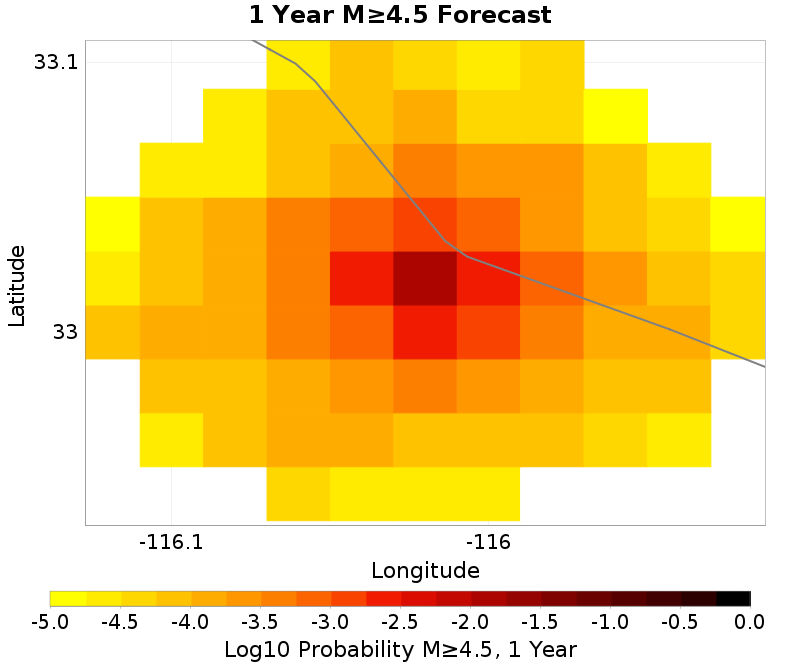 1 Year M≥4.5 Forecast
33.1
33
Latitude
-116.1 -116
Longitude
-5.0 -4.5 -4.0 -3.5 -3.0 -2.5 -2.0 -1.5 -1.0 -0.5 0.0
Log10 Probability M≥4.5, 1 Year